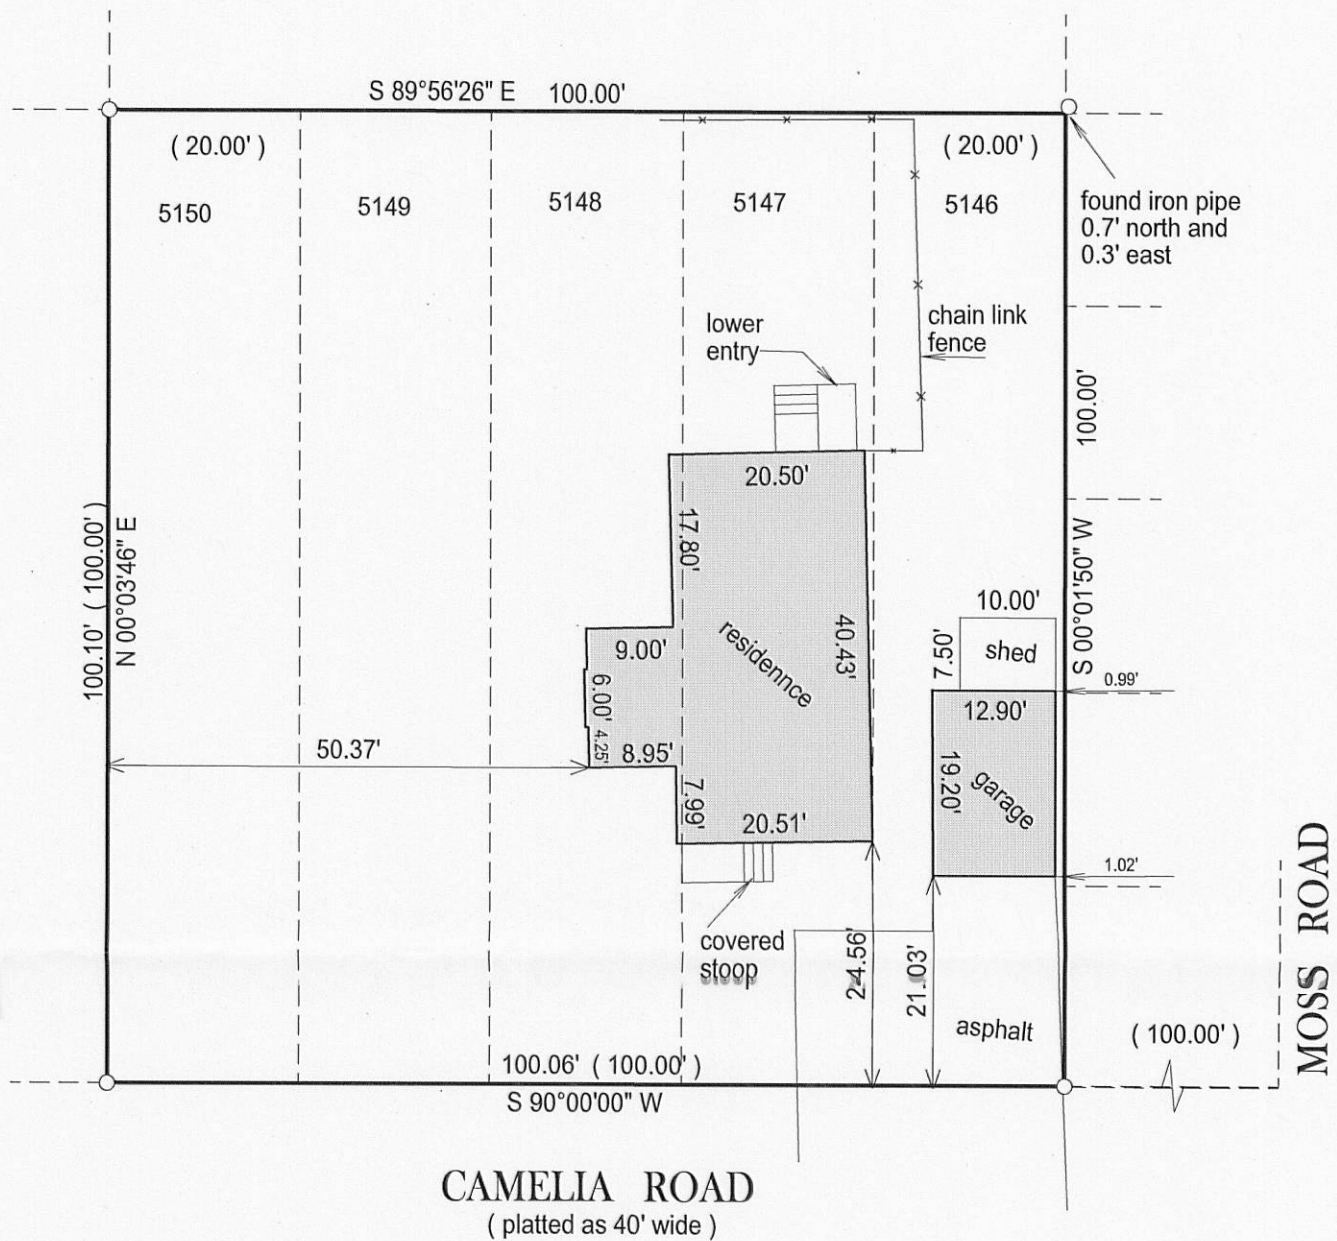 S 89°56'26" E 100.00'
( 20.00' )
( 20.00' )
5150
5149
5148
5147
5146
found iron pipe
0.7' north and
0.3' east
lower
entry
chain link
fence
100.00'
S 00°01'50" W
20.50'
17.80'
100.10' ( 100.00' )
N 00°03'46" E
9.00'
residennce
40.43'
10.00'
7.50'
shed
0.99'
6.00'
4.25'
12.90'
50.37'
8.95'
19.20'
garage
7.99'
20.51'
1.02'
covered
stoop
24.56'
21.03'
asphalt
( 100.00' )
MOSS ROAD
100.06' ( 100.00' )
S 90°00'00" W
CAMELIA ROAD
( platted as 40' wide )